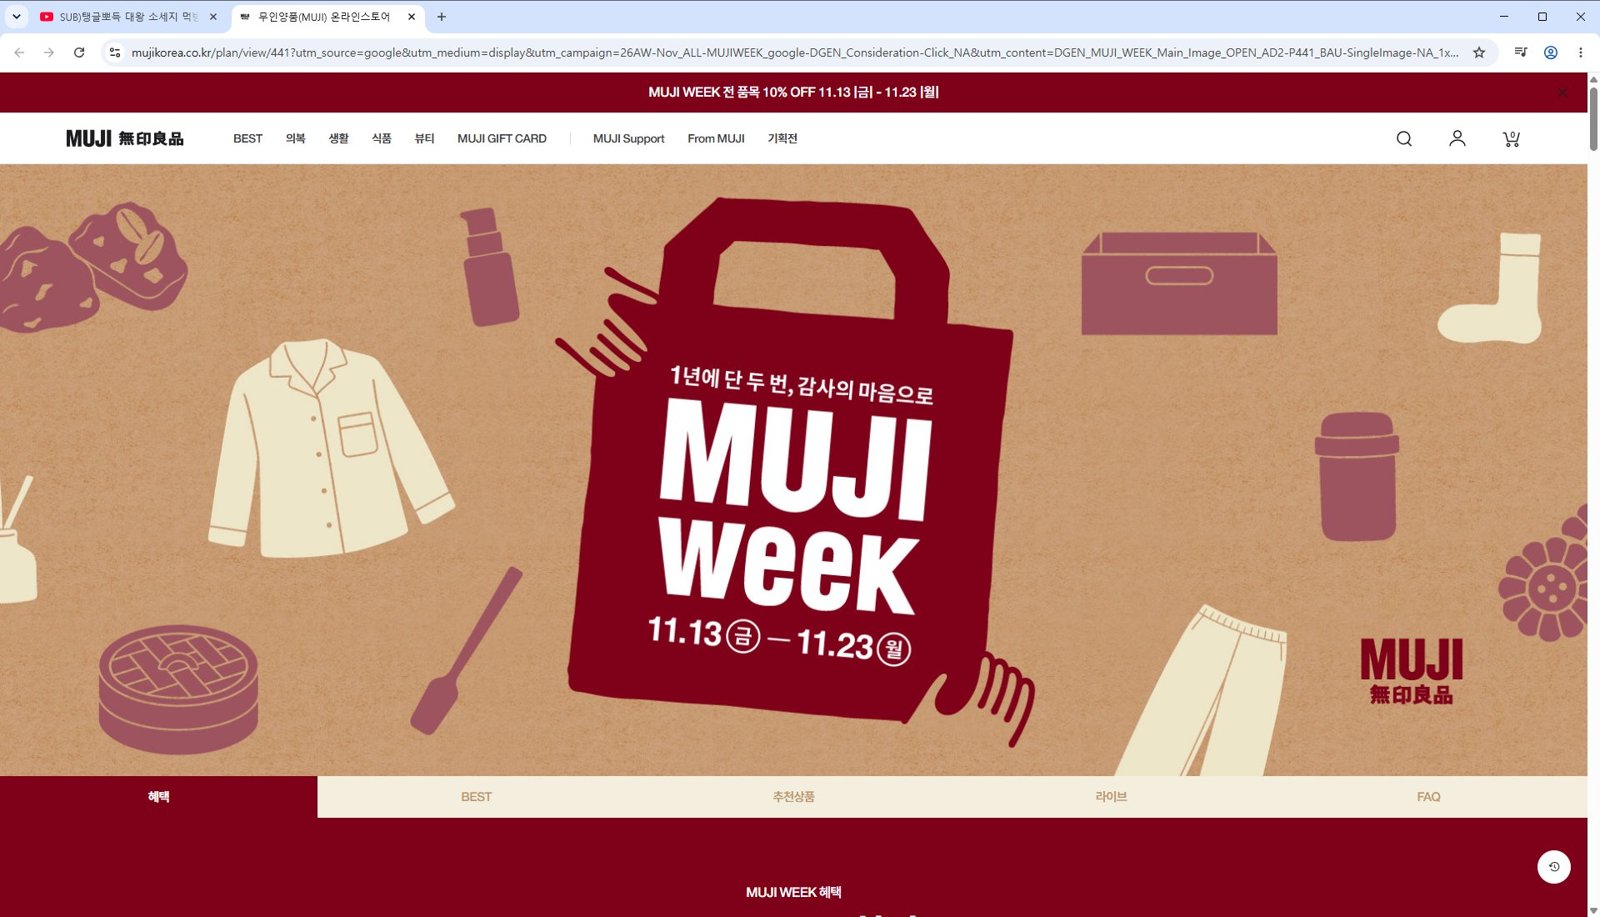 SUB)탱글뽀득 대왕 소세지 먹방
무인양품(MUJI) 온라인스토어
mujikorea.co.kr/plan/view/441?utm_source=google&utm_medium=display&utm_campaign=26AW-Nov_ALL-MUJIWEEK_google-DGEN_Consideration-Click_NA&utm_content=DGEN_MUJI_WEEK_Main_Image_OPEN_AD2-P441_BAU-SingleImage-NA_1x...
MUJI WEEK 전 품목 10% OFF 11.13 |금| - 11.23 |월|
MUJI 無印良品
BEST 의복 생활 식품 뷰티 MUJI GIFT CARD MUJI Support From MUJI 기획전
0
1년에 단 두 번, 감사의 마음으로
MUJI
week
11.13 금 — 11.23 월
MUJI
無印良品
혜택 BEST 추천상품 라이브 FAQ
MUJI WEEK 혜택